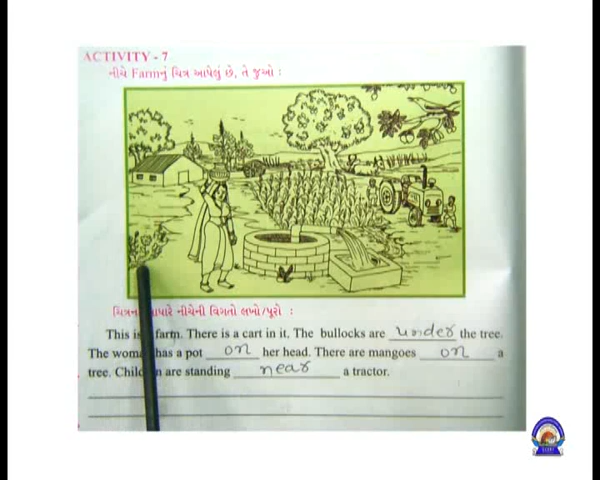 ACTIVITY - 7
નીચે Farmનું ચિત્ર આપેલું છે, તે જુઓ :
ચિત્રના આધારે નીચેની વિગતો લખો/પૂરો :
This is a farm. There is a cart in it. The bullocks are under the tree.
The woman has a pot on her head. There are mangoes on a
tree. Children are standing near a tractor.